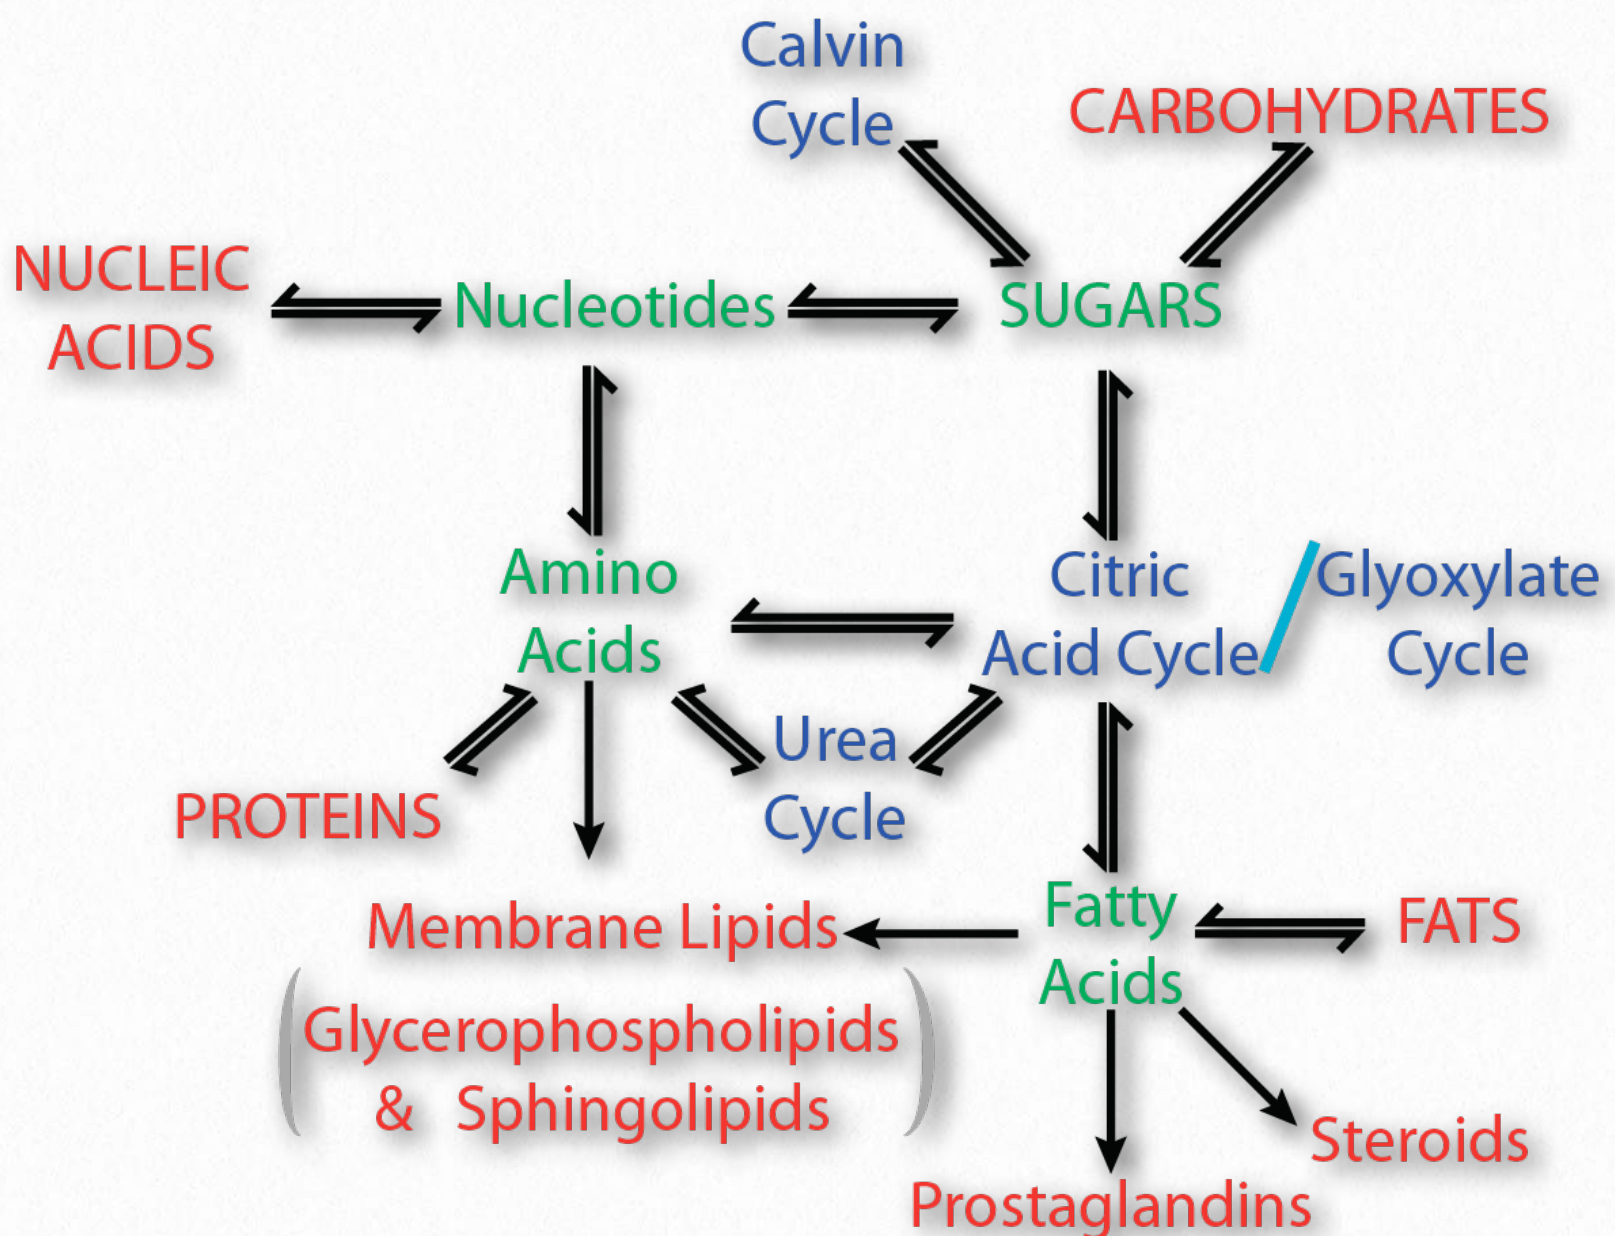 Calvin
Cycle
CARBOHYDRATES
NUCLEIC
ACIDS
Nucleotides
SUGARS
Amino
Acids
Citric
Acid Cycle
Glyoxylate
Cycle
Urea
Cycle
PROTEINS
Membrane Lipids
Glycerophospholipids
& Sphingolipids
Fatty
Acids
FATS
Steroids
Prostaglandins